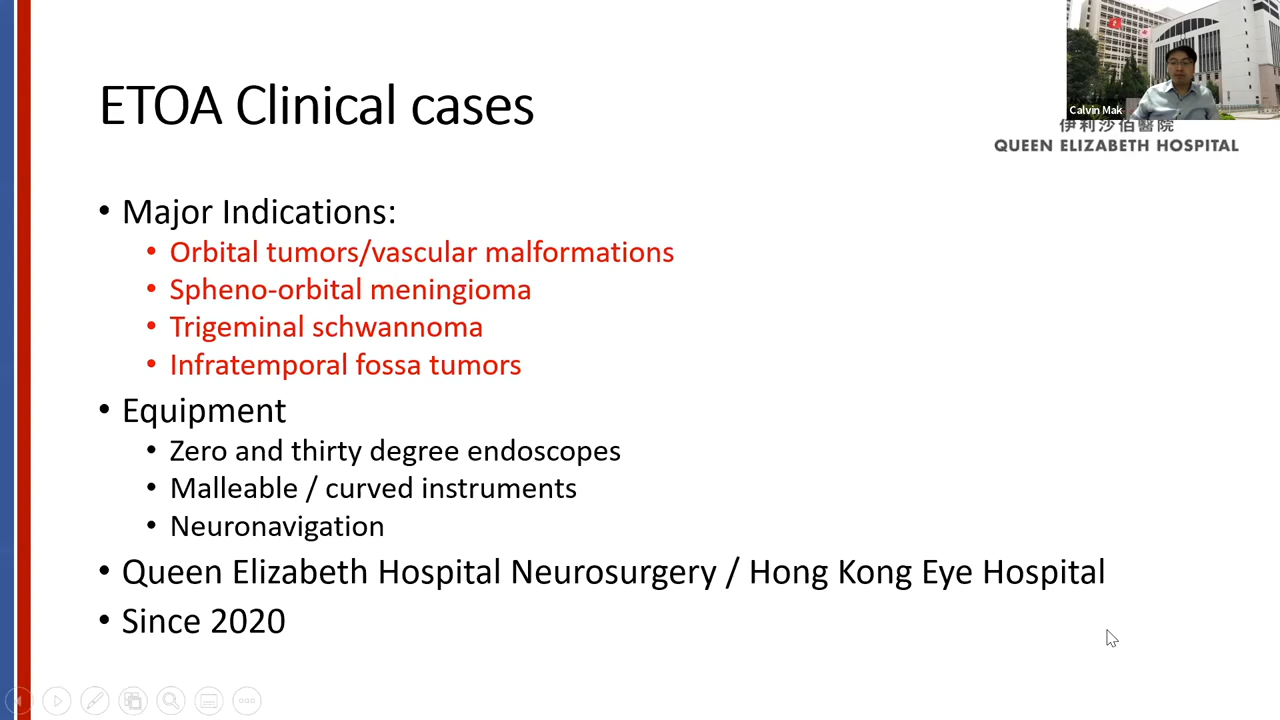 ETOA Clinical cases
Calvin Mak
伊利沙伯醫院
QUEEN ELIZABETH HOSPITAL
• Major Indications:
• Orbital tumors/vascular malformations
• Spheno-orbital meningioma
• Trigeminal schwannoma
• Infratemporal fossa tumors
• Equipment
• Zero and thirty degree endoscopes
• Malleable / curved instruments
• Neuronavigation
• Queen Elizabeth Hospital Neurosurgery / Hong Kong Eye Hospital
• Since 2020